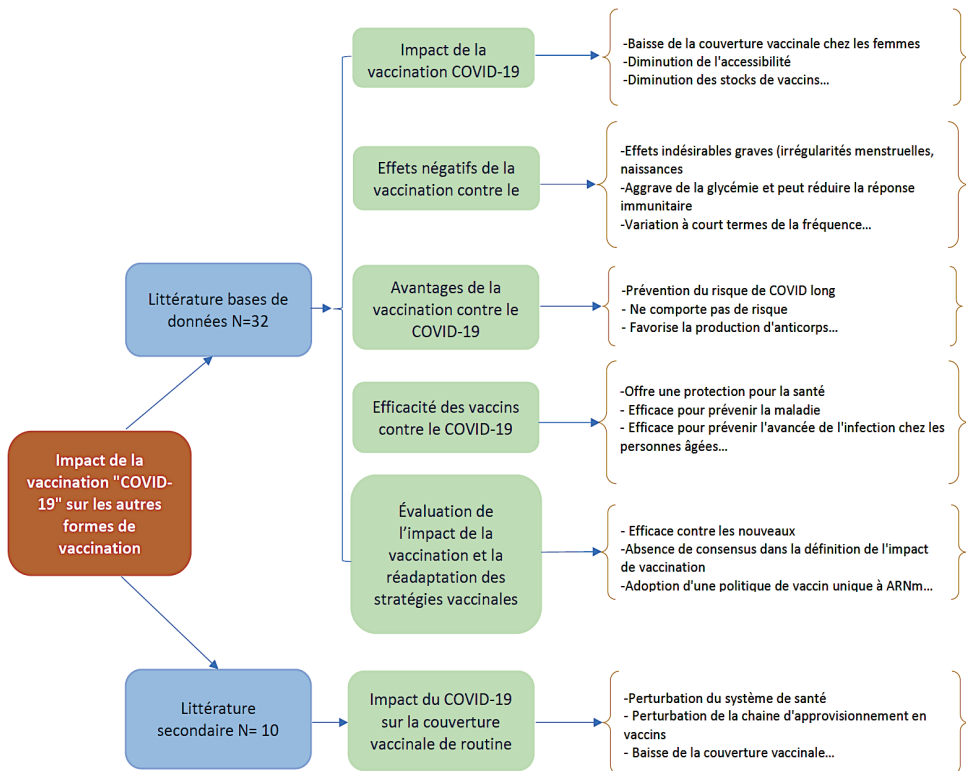 Impact de la
vaccination "COVID-
19" sur les autres
formes de
vaccination
Littérature bases de
données N=32
Impact de la
vaccination COVID-19
-Baisse de la couverture vaccinale chez les femmes
-Diminution de l'accessibilité
-Diminution des stocks de vaccins…
Effets négatifs de la
vaccination contre le
-Effets indésirables graves (irrégularités menstruelles,
naissances
-Aggrave de la glycémie et peut réduire la réponse
immunitaire
-Variation à court termes de la fréquence…
Avantages de la
vaccination contre le
COVID-19
-Prévention du risque de COVID long
- Ne comporte pas de risque
- Favorise la production d'anticorps…
Efficacité des vaccins
contre le COVID-19
-Offre une protection pour la santé
- Efficace pour prévenir la maladie
- Efficace pour prévenir l'avancée de l'infection chez les
personnes âgées…
Évaluation de
l’impact de la
vaccination et la
réadaptation des
stratégies vaccinales
- Efficace contre les nouveaux
-Absence de consensus dans la définition de l'impact
de vaccination
-Adoption d'une politique de vaccin unique à ARNm…
Littérature
secondaire N= 10
Impact du COVID-19
sur la couverture
vaccinale de routine
-Perturbation du système de santé
- Perturbation de la chaine d'approvisionnement en
vaccins
- Baisse de la couverture vaccinale…